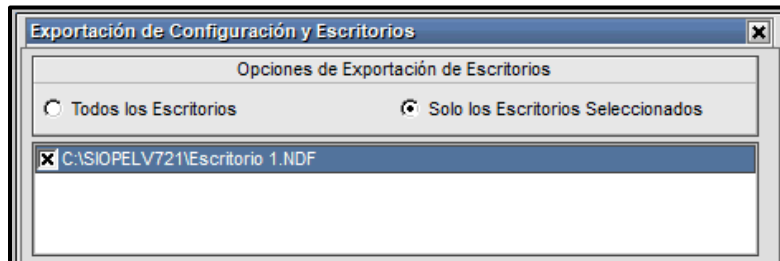 Exportación de Configuración y Escritorios
Opciones de Exportación de Escritorios
Todos los Escritorios Solo los Escritorios Seleccionados
C:\SIOPELV721\Escritorio 1.NDF